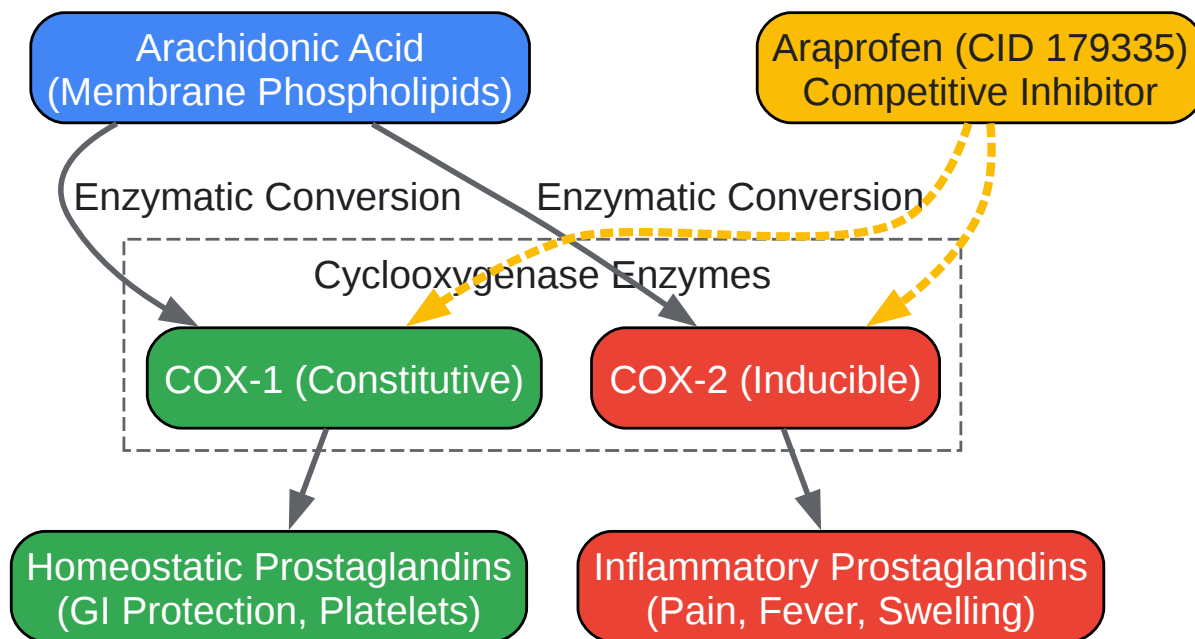 Arachidonic Acid
(Membrane Phospholipids)
Araprofen (CID 179335)
Competitive Inhibitor
Enzymatic Conversion
Enzymatic Conversion
Cyclooxygenase Enzymes
COX-1 (Constitutive)
COX-2 (Inducible)
Homeostatic Prostaglandins
(GI Protection, Platelets)
Inflammatory Prostaglandins
(Pain, Fever, Swelling)